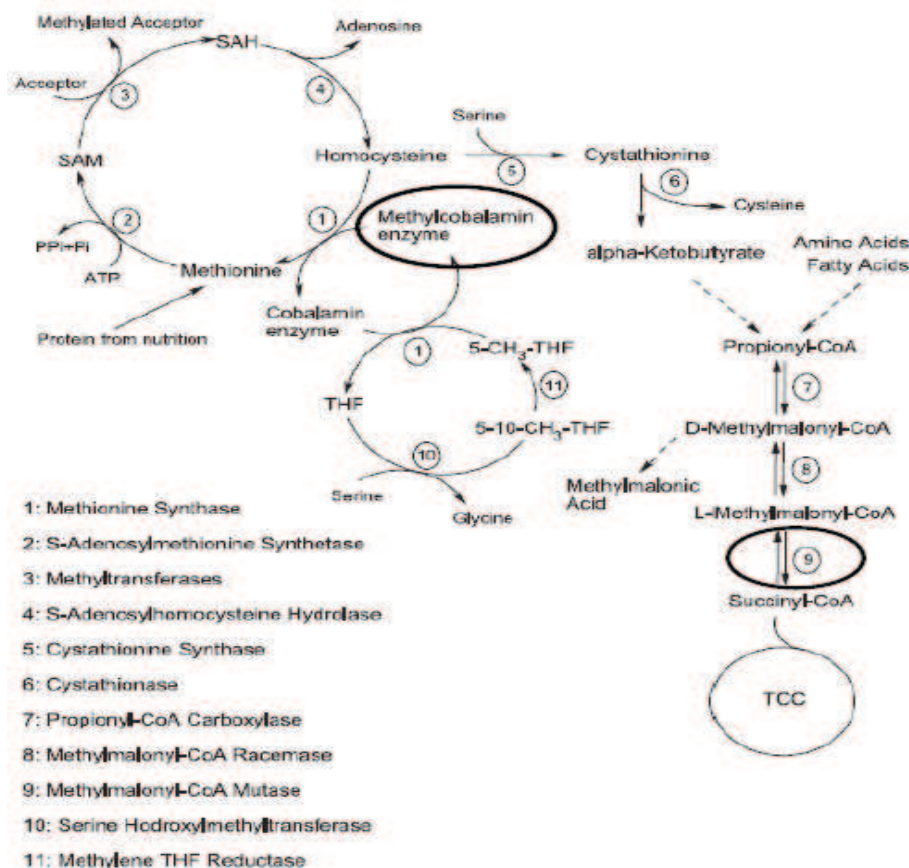 Methylated Acceptor
SAH
Adenosine
Acceptor
3
4
Serine
SAM
Homocysteine
5
Cystathionine
6
Cysteine
2
1
Methylcobalamin
enzyme
PPi+Pi
ATP
Methionine
alpha-Ketobutyrate
Amino Acids
Fatty Acids
Cobalamin
enzyme
Protein from nutrition
1
5-CH₃-THF
Propionyl-CoA
11
7
THF
5-10-CH₃-THF
D-Methylmalonyl-CoA
10
8
Serine
Glycine
Methylmalonic
Acid
L-Methylmalonyl-CoA
9
Succinyl-CoA
TCC
1: Methionine Synthase
2: S-Adenosylmethionine Synthetase
3: Methyltransferases
4: S-Adenosylhomocysteine Hydrolase
5: Cystathionine Synthase
6: Cystathionase
7: Propionyl-CoA Carboxylase
8: Methylmalonyl-CoA Racemase
9: Methylmalonyl-CoA Mutase
10: Serine Hodroxylmethyltransferase
11: Methylene THF Reductase